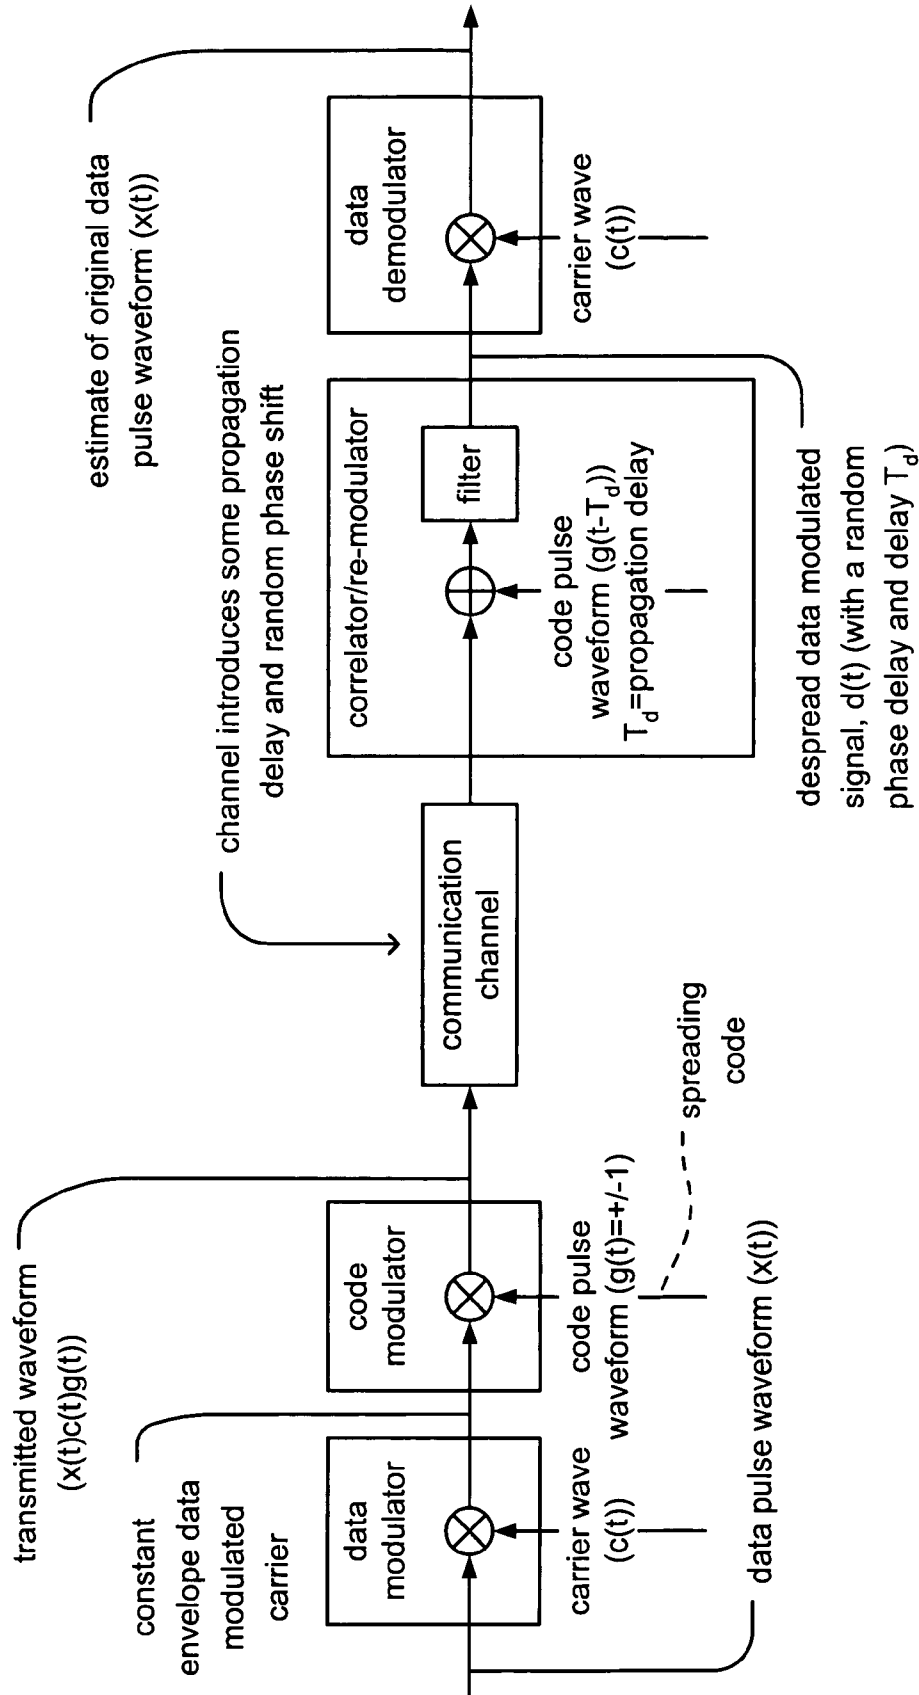 transmitted waveform
(x(t)c(t)g(t))
constant
envelope data
modulated
carrier
data
modulator
carrier wave
(c(t))
data pulse waveform (x(t))
code
modulator
code pulse
waveform (g(t)=+/-1)
spreading
code
channel introduces some propagation
delay and random phase shift
communication
channel
correlator/re-modulator
filter
code pulse
waveform (g(t-Td))
Td=propagation delay
despread data modulated
signal, d(t) (with a random
phase delay and delay Td)
estimate of original data
pulse waveform (x(t))
data
demodulator
carrier wave
(c(t))